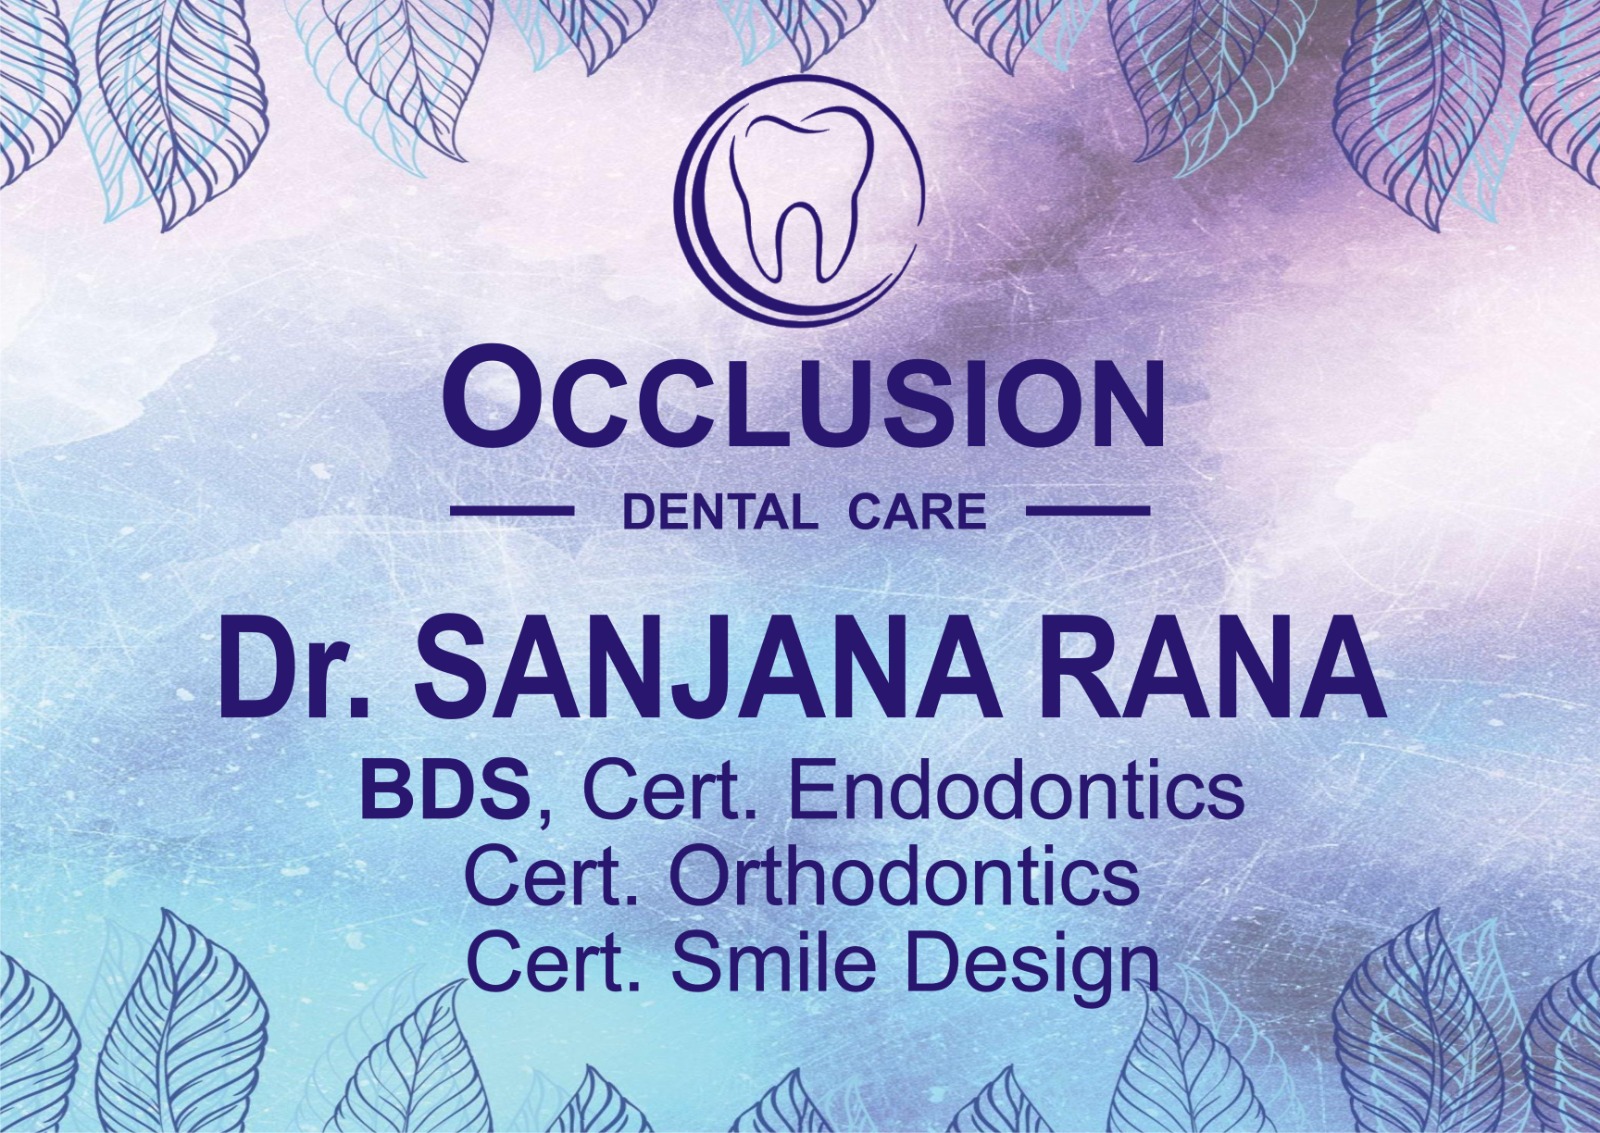 OCCLUSION
DENTAL CARE
Dr. SANJANA RANA
BDS, Cert. Endodontics
Cert. Orthodontics
Cert. Smile Design